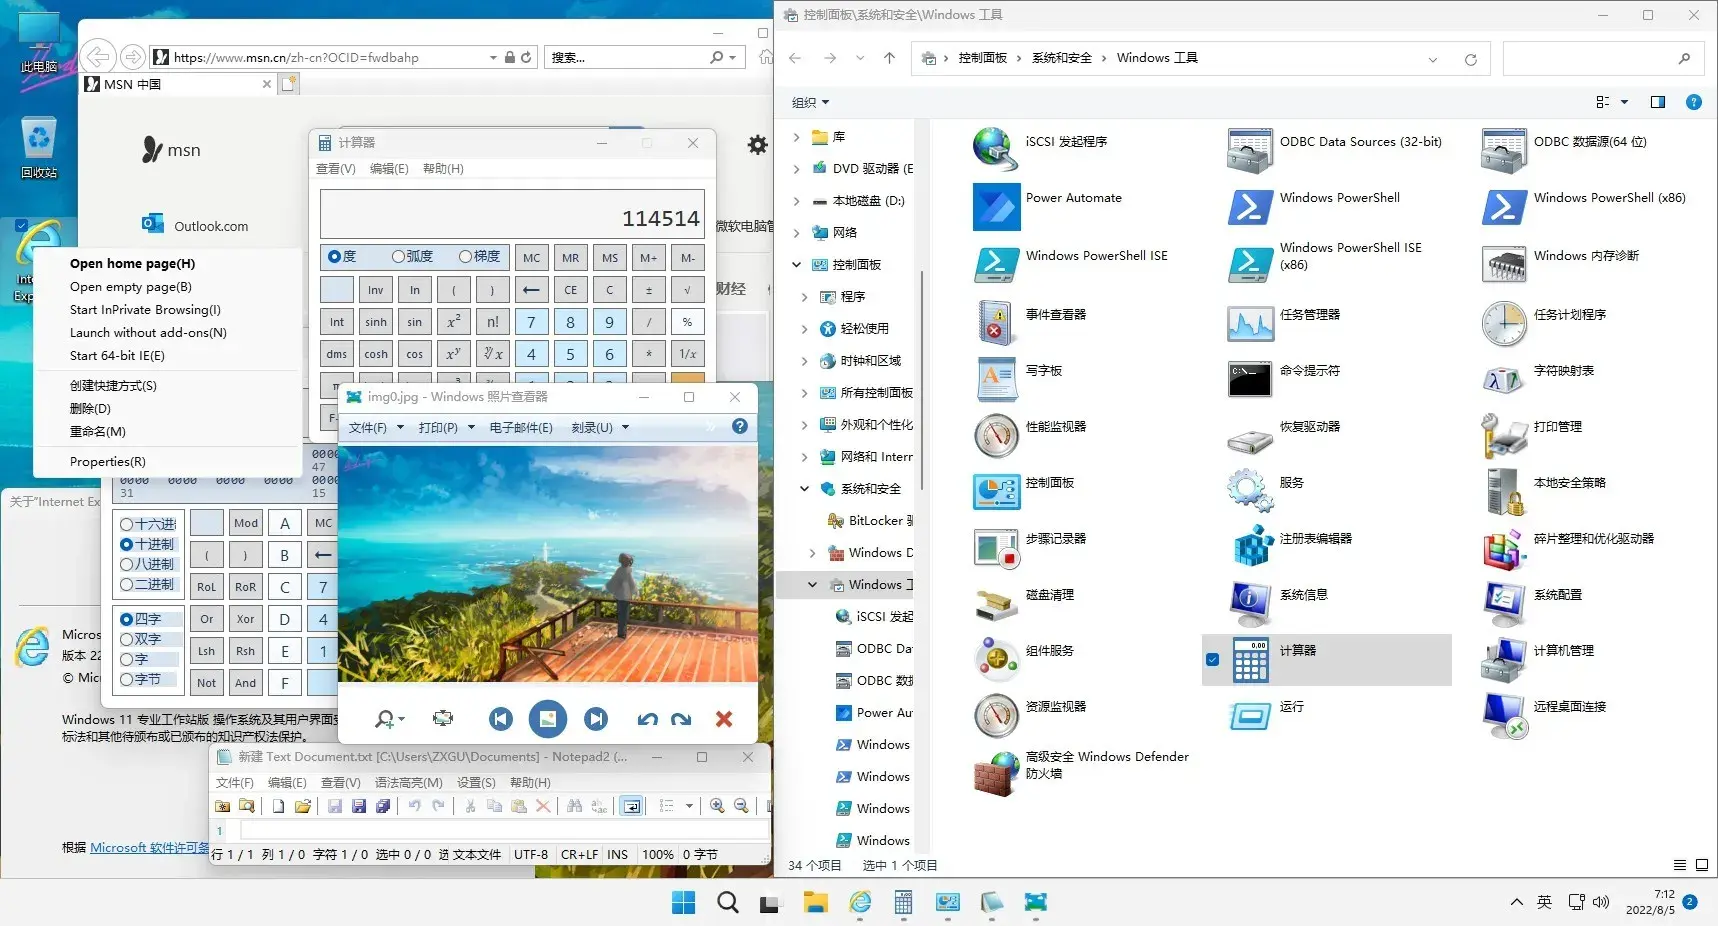 此电脑
回收站
https://www.msn.cn/zh-cn?OCID=fwdbahp
搜索...
MSN 中国
msn
Outlook.com
微软电脑管
财经
Open home page(H)
Open empty page(B)
Start InPrivate Browsing(I)
Launch without add-ons(N)
Start 64-bit IE(E)
创建快捷方式(S)
删除(D)
重命名(M)
Properties(R)
计算器
查看(V) 编辑(E) 帮助(H)
114514
度 弧度 梯度 MC MR MS M+ M-
Inv ln ( ) ← CE C ± √
Int sinh sin x² n! 7 8 9 / %
dms cosh cos xʸ ʸ√x 4 5 6 * 1/x
0000
47
0000 0000 0000 0000 0000
31 15
十六进制
十进制
八进制
二进制
四字
双字
字
字节
Mod A MC
( ) B ←
RoL RoR C 7
Or Xor D 4
Lsh Rsh E 1
Not And F
img0.jpg - Windows 照片查看器
文件(F) 打印(P) 电子邮件(E) 刻录(U)
关于"Internet Ex
Micros
版本 22
© Mic
Windows 11 专业工作站版 操作系统及其用户界面受
标法和其他待颁布或已颁布的知识产权法保护。
根据 Microsoft 软件许可条
新建 Text Document.txt [C:\Users\ZXGU\Documents] - Notepad2 (...
文件(F) 编辑(E) 查看(V) 语法高亮(M) 设置(S) 帮助(H)
1
行 1 / 1 列 1 / 0 字符 1 / 0 选中 0 / 0 文本文件 UTF-8 CR+LF INS 100% 0 字节
控制面板\系统和安全\Windows 工具
控制面板 › 系统和安全 › Windows 工具
组织
库
DVD 驱动器 (E
本地磁盘 (D:)
网络
控制面板
程序
轻松使用
时钟和区域
所有控制面板
外观和个性化
网络和 Intern
系统和安全
BitLocker 驱
Windows D
Windows 工
iSCSI 发起
ODBC Da
ODBC 数据
Power Au
Windows
Windows
Windows
Windows
iSCSI 发起程序
ODBC Data Sources (32-bit)
ODBC 数据源(64 位)
Power Automate
Windows PowerShell
Windows PowerShell (x86)
Windows PowerShell ISE
Windows PowerShell ISE
(x86)
Windows 内存诊断
事件查看器
任务管理器
任务计划程序
写字板
命令提示符
字符映射表
性能监视器
恢复驱动器
打印管理
控制面板
服务
本地安全策略
步骤记录器
注册表编辑器
碎片整理和优化驱动器
磁盘清理
系统信息
系统配置
组件服务
计算器
计算机管理
资源监视器
运行
远程桌面连接
高级安全 Windows Defender
防火墙
34 个项目 选中 1 个项目
英
7:12
2022/8/5
2